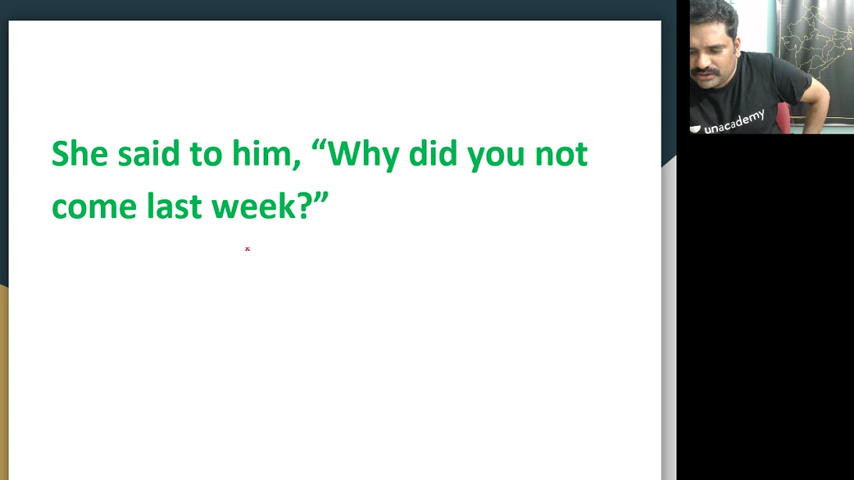 She said to him, “Why did you not
come last week?”
unacademy